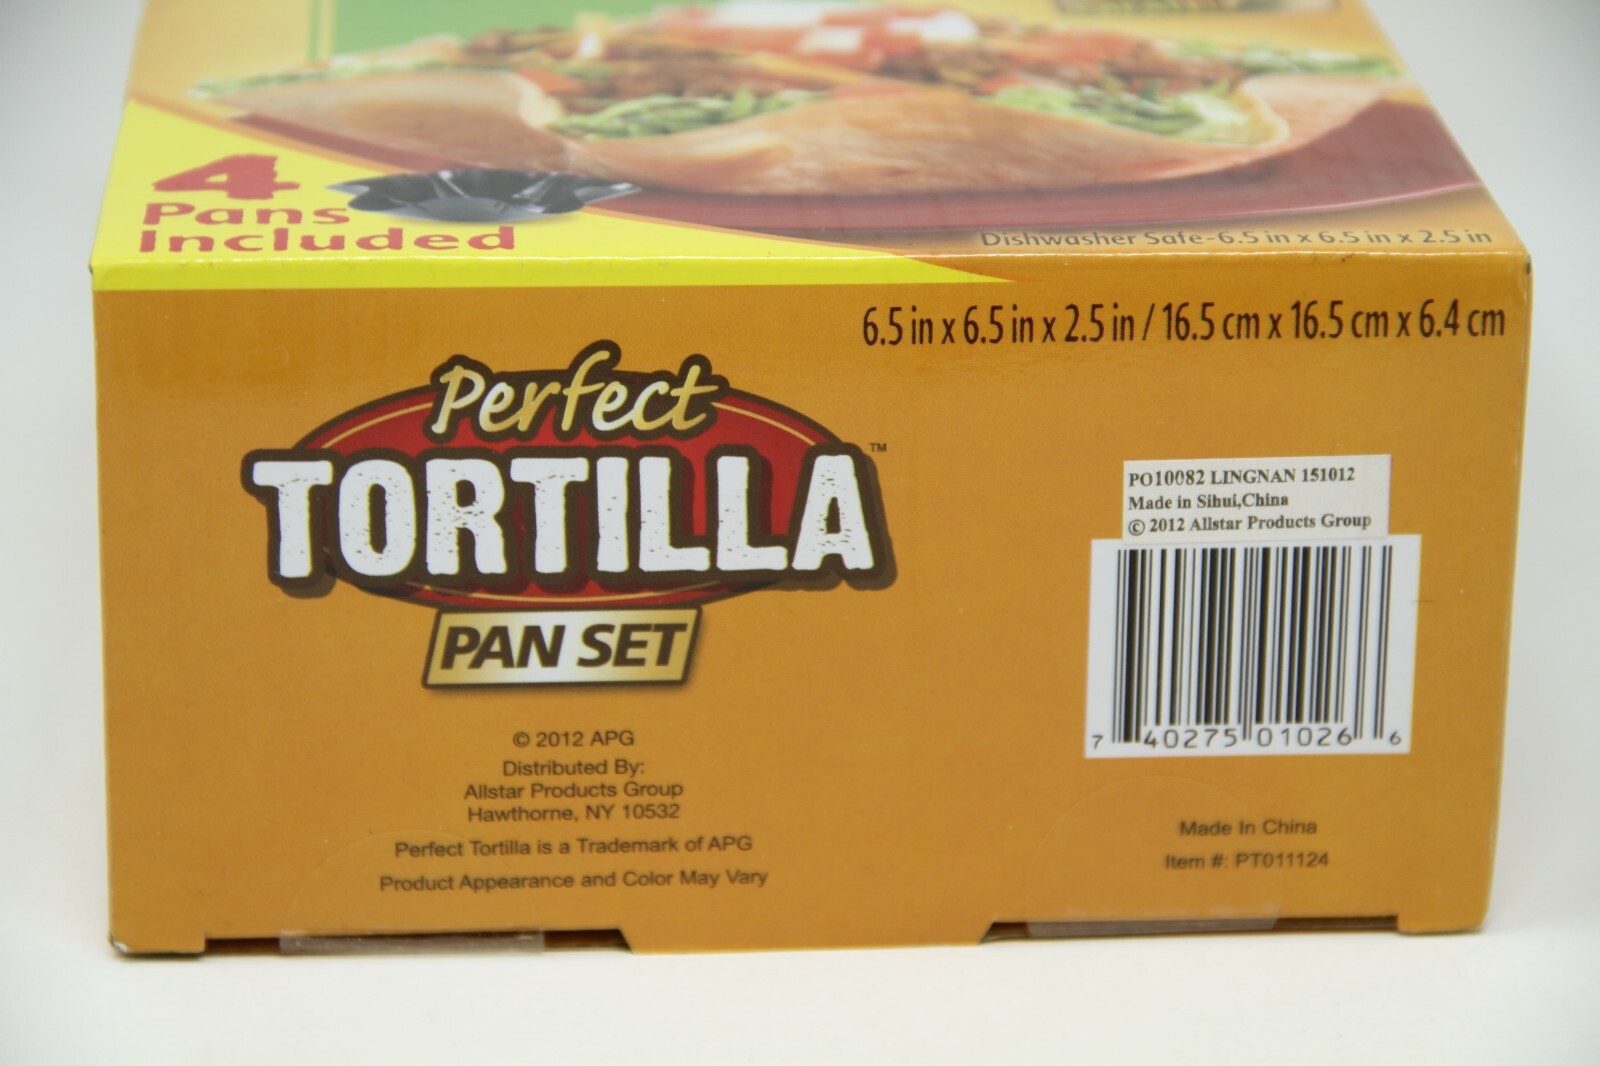 4
Pans
Included
Dishwasher Safe-6.5 in x 6.5 in x 2.5 in
6.5 in x 6.5 in x 2.5 in / 16.5 cm x 16.5 cm x 6.4 cm
Perfect
TORTILLA™
PAN SET
© 2012 APG
Distributed By:
Allstar Products Group
Hawthorne, NY 10532
Perfect Tortilla is a Trademark of APG
Product Appearance and Color May Vary
PO10082 LINGNAN 151012
Made in Sihui,China
© 2012 Allstar Products Group
7 40275 01026 6
Made In China
Item #: PT011124